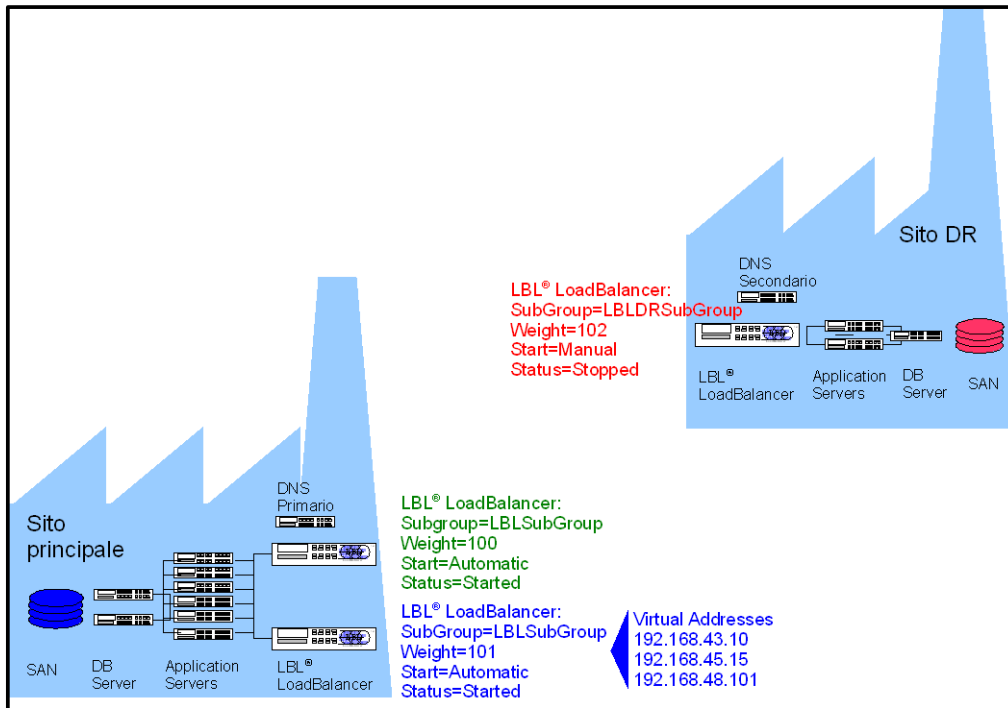 Sito DR
DNS
Secondario
LBL® LoadBalancer:
SubGroup=LBLDRSubGroup
Weight=102
Start=Manual
Status=Stopped
LBL®
LoadBalancer
Application
Servers
DB
Server
SAN
Sito
principale
DNS
Primario
LBL® LoadBalancer:
Subgroup=LBLSubGroup
Weight=100
Start=Automatic
Status=Started
LBL® LoadBalancer:
SubGroup=LBLSubGroup
Weight=101
Start=Automatic
Status=Started
Virtual Addresses
192.168.43.10
192.168.45.15
192.168.48.101
SAN
DB
Server
Application
Servers
LBL®
LoadBalancer